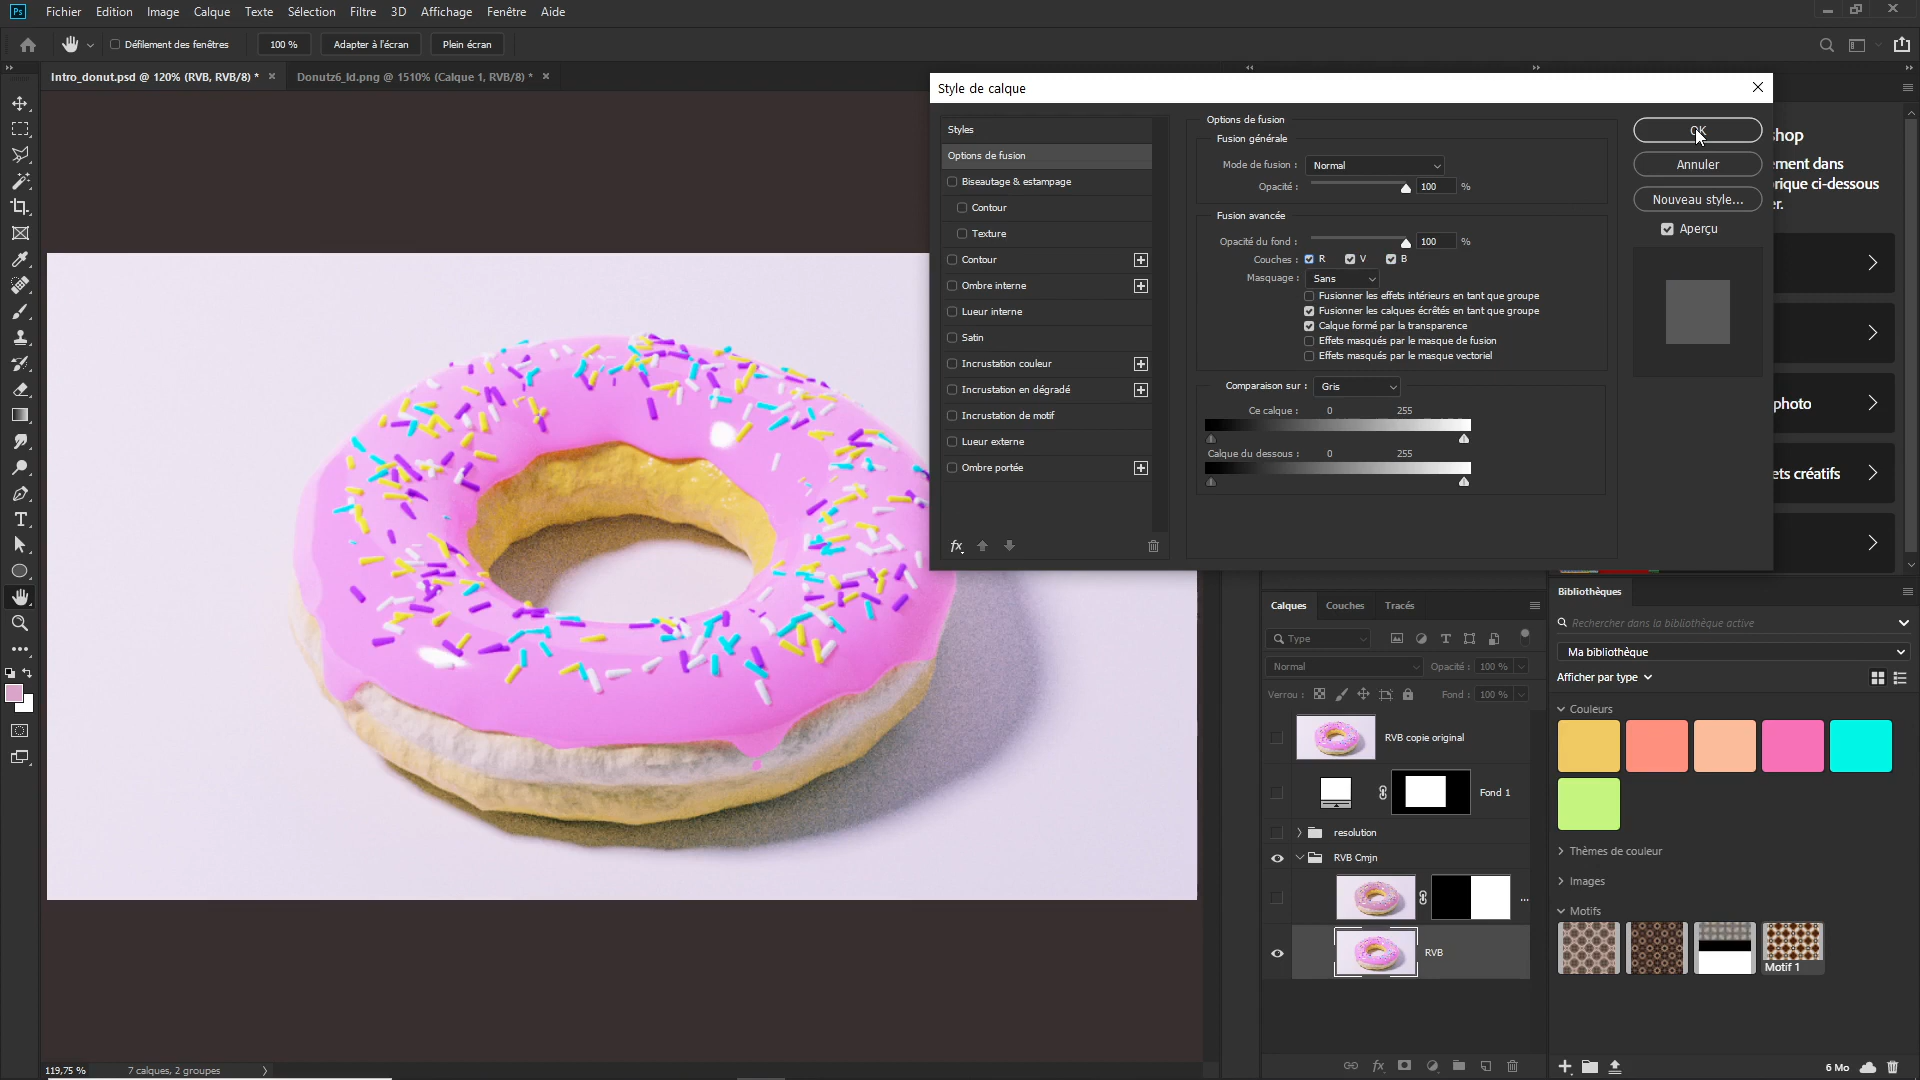 Ps Fichier Edition Image Calque Texte Sélection Filtre 3D Affichage Fenêtre Aide
Défilement des fenêtres 100 % Adapter à l'écran Plein écran
Intro_donut.psd @ 120% (RVB, RVB/8) * Donutz6_ld.png @ 1510% (Calque 1, RVB/8) *
Style de calque
Styles
Options de fusion
Biseautage & estampage
Contour
Texture
Contour
Ombre interne
Lueur interne
Satin
Incrustation couleur
Incrustation en dégradé
Incrustation de motif
Lueur externe
Ombre portée
fx
Options de fusion
Fusion générale
Mode de fusion : Normal
Opacité : 100 %
Fusion avancée
Opacité du fond : 100 %
Couches : R V B
Masquage : Sans
Fusionner les effets intérieurs en tant que groupe
Fusionner les calques écrêtés en tant que groupe
Calque formé par la transparence
Effets masqués par le masque de fusion
Effets masqués par le masque vectoriel
Comparaison sur : Gris
Ce calque : 0 255
Calque du dessous : 0 255
OK
Annuler
Nouveau style...
Aperçu
shop
ement dans
rique ci-dessous
er.
photo
ets créatifs
Calques Couches Tracés
Type
Normal Opacité : 100 %
Verrou : Fond : 100 %
RVB copie original
Fond 1
resolution
RVB Cmjn
...
RVB
fx
Bibliothèques
Rechercher dans la bibliothèque active
Ma bibliothèque
Afficher par type
Couleurs
Thèmes de couleur
Images
Motifs
Motif 1
6 Mo
119,75 % 7 calques, 2 groupes